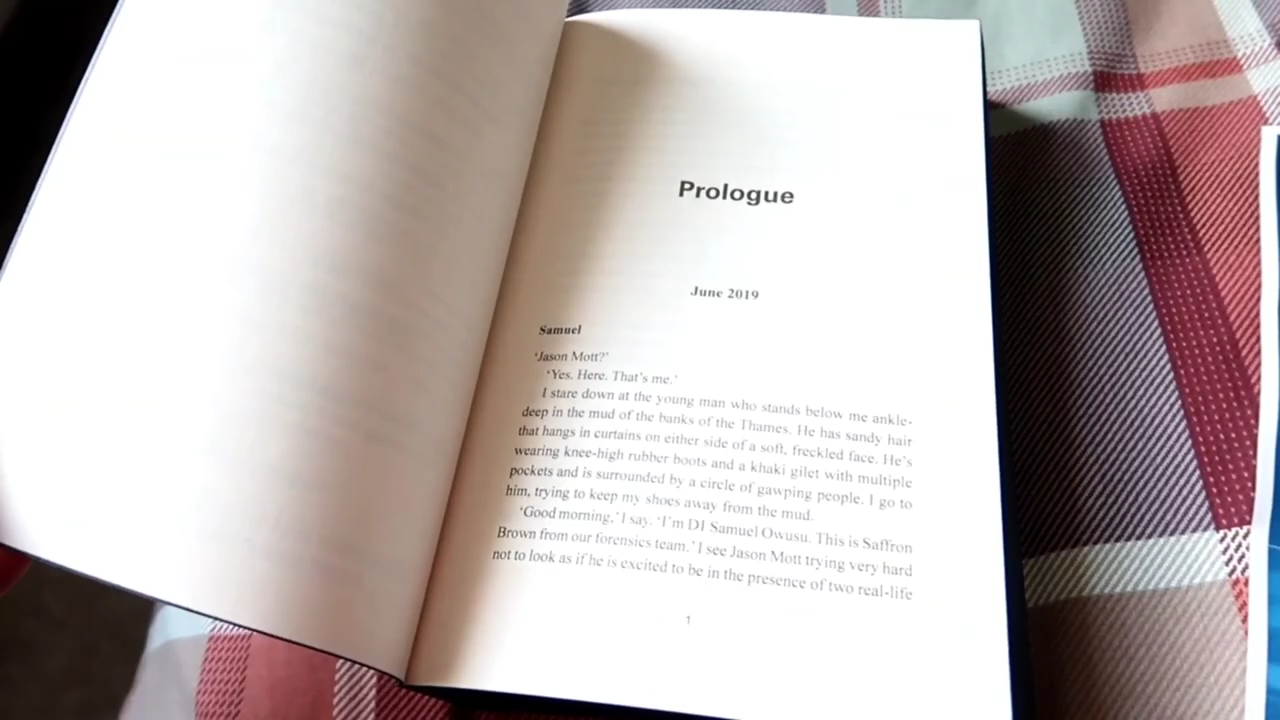 Prologue
June 2019
Samuel
‘Jason Mott?’
‘Yes. Here. That’s me.’
I stare down at the young man who stands below me ankle-
deep in the mud of the banks of the Thames. He has sandy hair
that hangs in curtains on either side of a soft, freckled face. He’s
wearing knee-high rubber boots and a khaki gilet with multiple
pockets and is surrounded by a circle of gawping people. I go to
him, trying to keep my shoes away from the mud.
‘Good morning,’ I say. ‘I’m DI Samuel Owusu. This is Saffron
Brown from our forensics team.’ I see Jason Mott trying very hard
not to look as if he is excited to be in the presence of two real-life
1